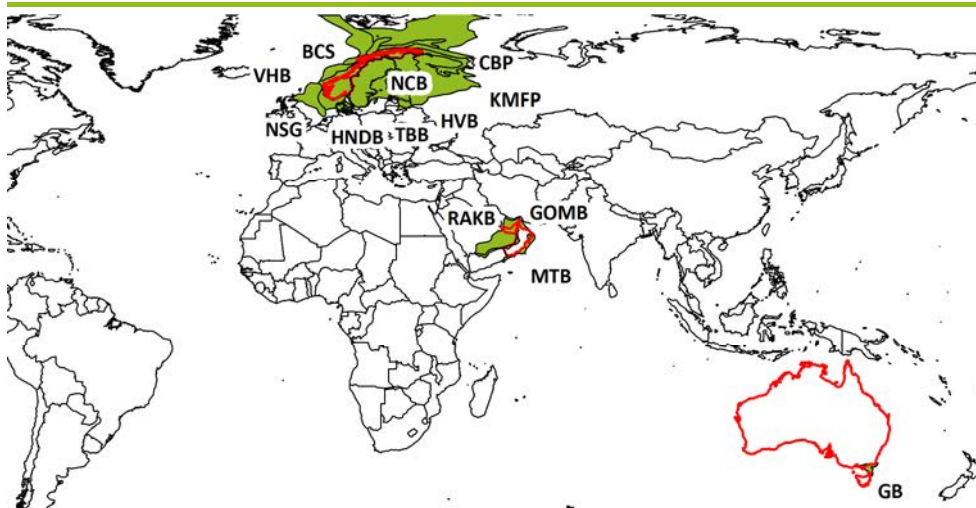 BCS
CBP
VHB
NCB
KMFP
HVB
NSG
HNDB
TBB
RAKB
GOMB
MTB
GB